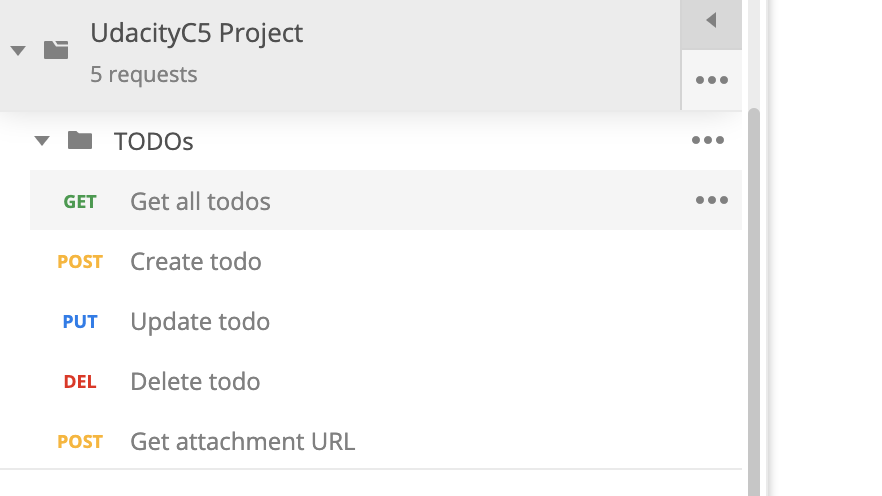 UdacityC5 Project
5 requests
TODOs
GET Get all todos
POST Create todo
PUT Update todo
DEL Delete todo
POST Get attachment URL